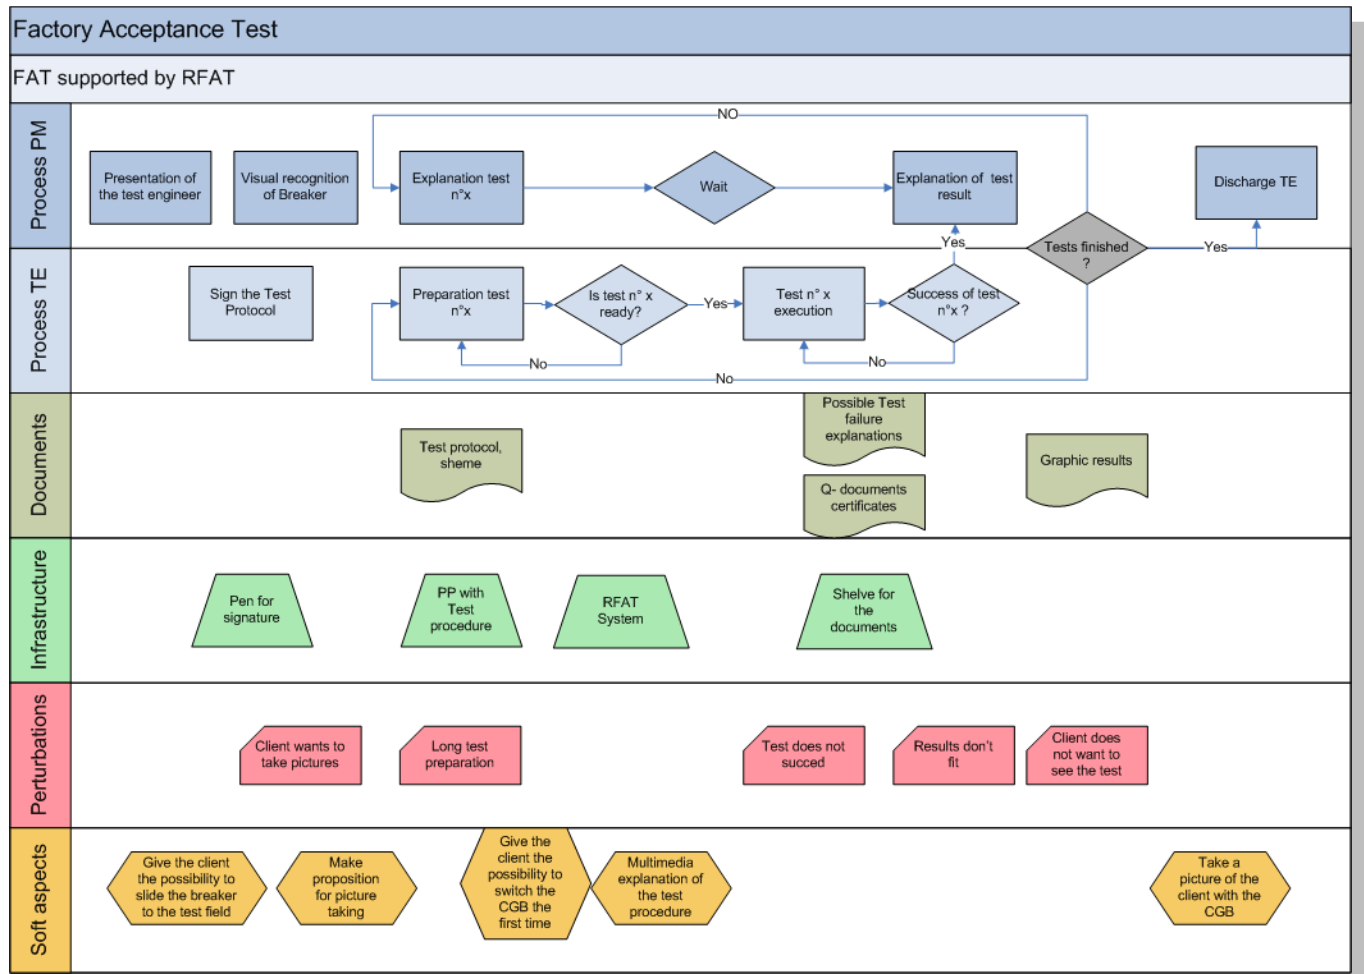 Factory Acceptance Test
FAT supported by RFAT
Process PM
NO
Presentation of
the test engineer
Visual recognition
of Breaker
Explanation test
n°x
Wait
Explanation of test
result
Discharge TE
Yes
Tests finished
?
Yes
Process TE
Sign the Test
Protocol
Preparation test
n°x
Is test n° x
ready?
Yes
Test n° x
execution
Success of test
n°x ?
No
No
No
Documents
Test protocol,
sheme
Possible Test
failure
explanations
Q- documents
certificates
Graphic results
Infrastructure
Pen for
signature
PP with
Test
procedure
RFAT
System
Shelve for
the
documents
Perturbations
Client wants to
take pictures
Long test
preparation
Test does not
succed
Results don't
fit
Client does
not want to
see the test
Soft aspects
Give the client
the possibility to
slide the breaker
to the test field
Make
proposition
for picture
taking
Give the
client the
possibility to
switch the
CGB the
first time
Multimedia
explanation of
the test
procedure
Take a
picture of the
client with the
CGB